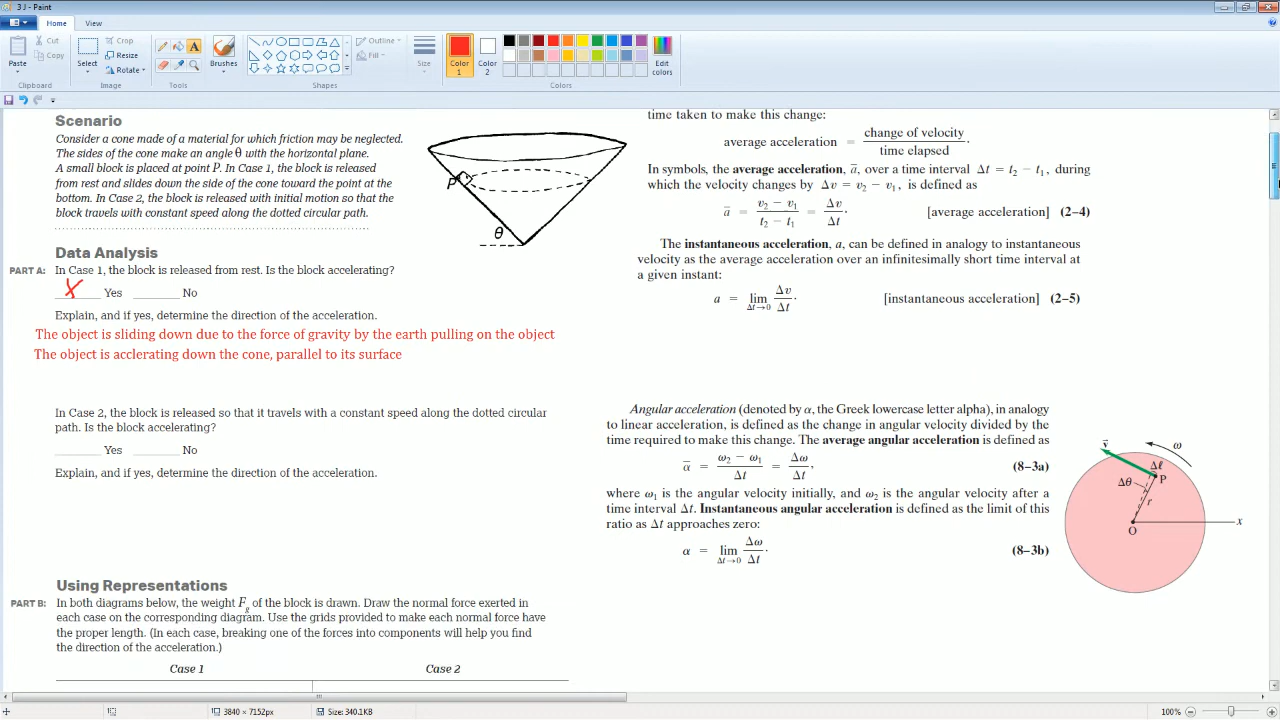 3 J - Paint
Home
View
Paste
Cut
Copy
Clipboard
Select
Crop
Resize
Rotate
Image
Tools
Brushes
Shapes
Outline
Fill
Size
Color 1
Color 2
Edit colors
Colors
Scenario
Consider a cone made of a material for which friction may be neglected.
The sides of the cone make an angle θ with the horizontal plane.
A small block is placed at point P. In Case 1, the block is released
from rest and slides down the side of the cone toward the point at the
bottom. In Case 2, the block is released with initial motion so that the
block travels with constant speed along the dotted circular path.
P
θ
Data Analysis
PART A: In Case 1, the block is released from rest. Is the block accelerating?
X Yes No
Explain, and if yes, determine the direction of the acceleration.
The object is sliding down due to the force of gravity by the earth pulling on the object
The object is acclerating down the cone, parallel to its surface
In Case 2, the block is released so that it travels with a constant speed along the dotted circular
path. Is the block accelerating?
Yes No
Explain, and if yes, determine the direction of the acceleration.
Using Representations
PART B: In both diagrams below, the weight Fg of the block is drawn. Draw the normal force exerted in
each case on the corresponding diagram. Use the grids provided to make each normal force have
the proper length. (In each case, breaking one of the forces into components will help you find
the direction of the acceleration.)
Case 1 Case 2
time taken to make this change:
average acceleration = change of velocity / time elapsed.
In symbols, the average acceleration, a̅, over a time interval Δt = t₂ − t₁, during
which the velocity changes by Δv = v₂ − v₁, is defined as
a̅ = (v₂ − v₁)/(t₂ − t₁) = Δv/Δt. [average acceleration] (2–4)
The instantaneous acceleration, a, can be defined in analogy to instantaneous
velocity as the average acceleration over an infinitesimally short time interval at
a given instant:
a = lim Δt→0 Δv/Δt. [instantaneous acceleration] (2–5)
Angular acceleration (denoted by α, the Greek lowercase letter alpha), in analogy
to linear acceleration, is defined as the change in angular velocity divided by the
time required to make this change. The average angular acceleration is defined as
α̅ = (ω₂ − ω₁)/Δt = Δω/Δt, (8–3a)
where ω₁ is the angular velocity initially, and ω₂ is the angular velocity after a
time interval Δt. Instantaneous angular acceleration is defined as the limit of this
ratio as Δt approaches zero:
α = lim Δt→0 Δω/Δt. (8–3b)
v⃗
ω
Δℓ
P
Δθ
r
O
x
3840 × 7152px
Size: 340.1KB
100%